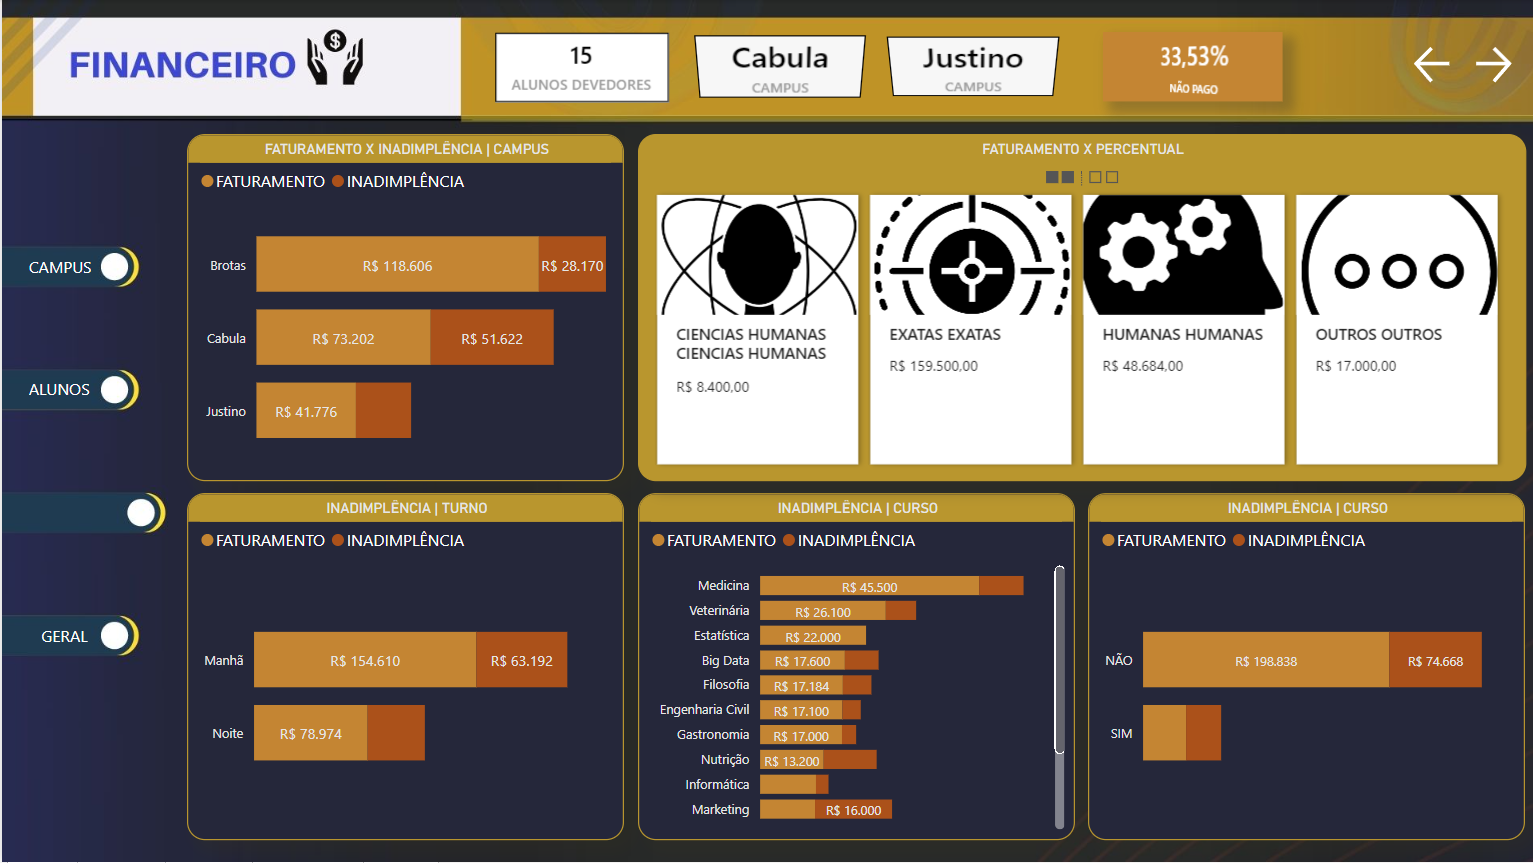 FINANCEIRO
$
15
ALUNOS DEVEDORES
Cabula
CAMPUS
Justino
CAMPUS
33,53%
NÃO PAGO
CAMPUS
ALUNOS
GERAL
FATURAMENTO X INADIMPLÊNCIA | CAMPUS
FATURAMENTO INADIMPLÊNCIA
Brotas R$ 118.606 R$ 28.170
Cabula R$ 73.202 R$ 51.622
Justino R$ 41.776
FATURAMENTO X PERCENTUAL
CIENCIAS HUMANAS
CIENCIAS HUMANAS
R$ 8.400,00
EXATAS EXATAS
R$ 159.500,00
HUMANAS HUMANAS
R$ 48.684,00
OUTROS OUTROS
R$ 17.000,00
INADIMPLÊNCIA | TURNO
FATURAMENTO INADIMPLÊNCIA
Manhã R$ 154.610 R$ 63.192
Noite R$ 78.974
INADIMPLÊNCIA | CURSO
FATURAMENTO INADIMPLÊNCIA
Medicina R$ 45.500
Veterinária R$ 26.100
Estatística R$ 22.000
Big Data R$ 17.600
Filosofia R$ 17.184
Engenharia Civil R$ 17.100
Gastronomia R$ 17.000
Nutrição R$ 13.200
Informática
Marketing R$ 16.000
INADIMPLÊNCIA | CURSO
FATURAMENTO INADIMPLÊNCIA
NÃO R$ 198.838 R$ 74.668
SIM